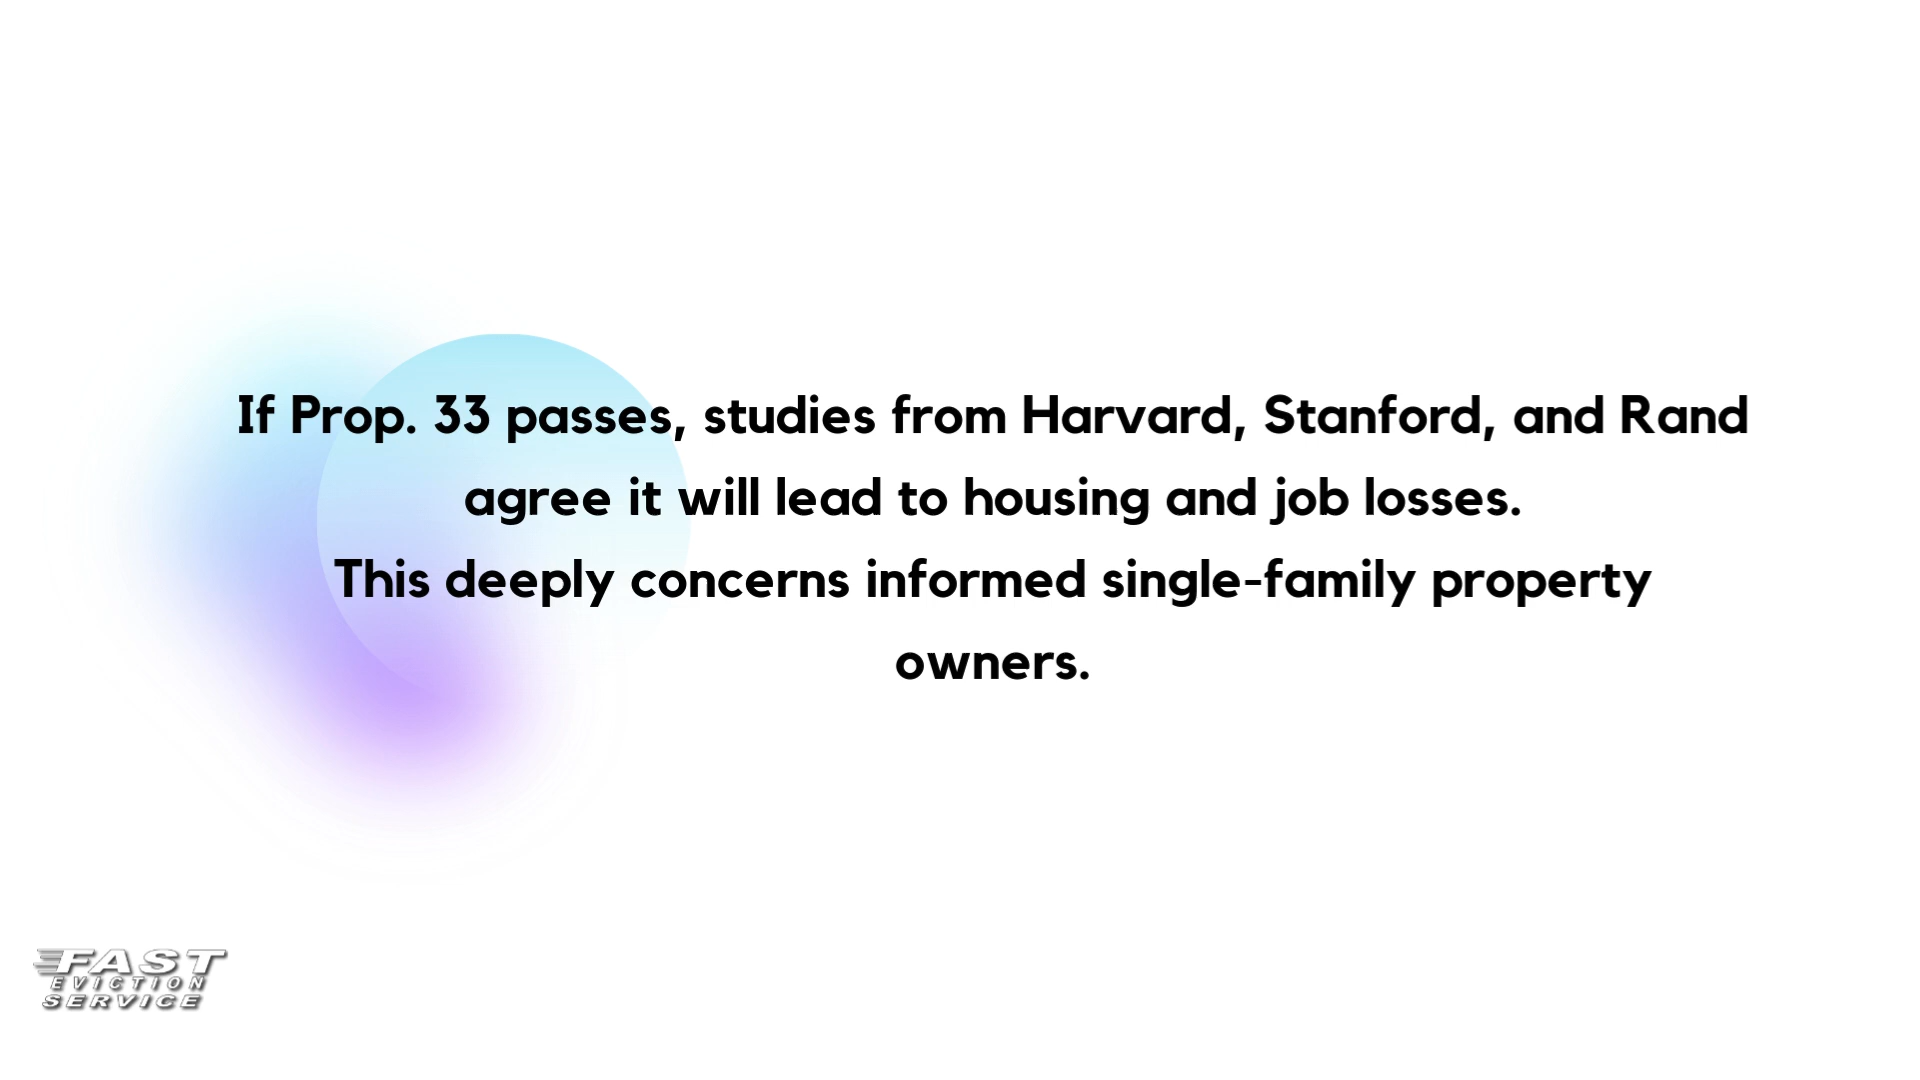 If Prop. 33 passes, studies from Harvard, Stanford, and Rand
agree it will lead to housing and job losses.
This deeply concerns informed single-family property
owners.
FAST
EVICTION
SERVICE